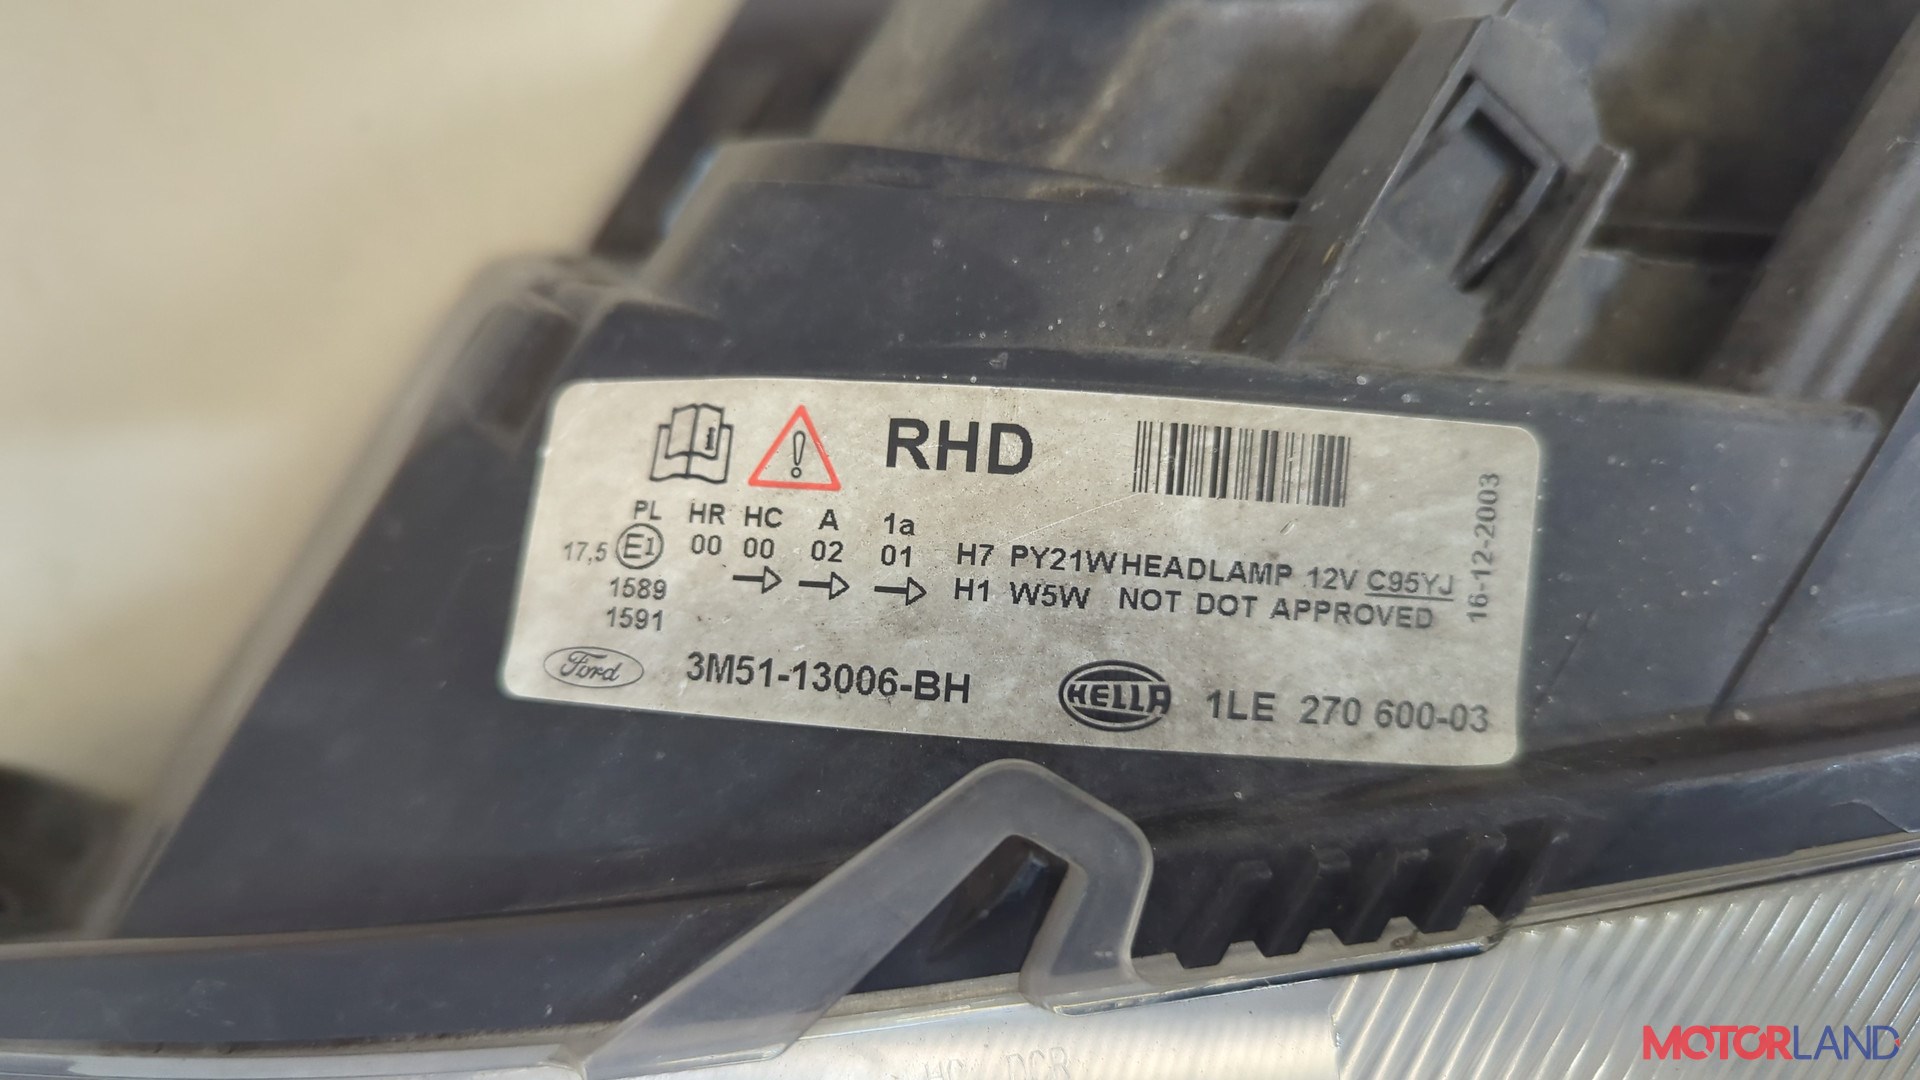 RHD
PL HR HC A 1a
17,5 E1 00 00 02 01 H7 PY21W HEADLAMP 12V C95YJ
1589 H1 W5W NOT DOT APPROVED
1591
16-12-2003
Ford 3M51-13006-BH HELLA 1LE 270 600-03
MOTORLAND